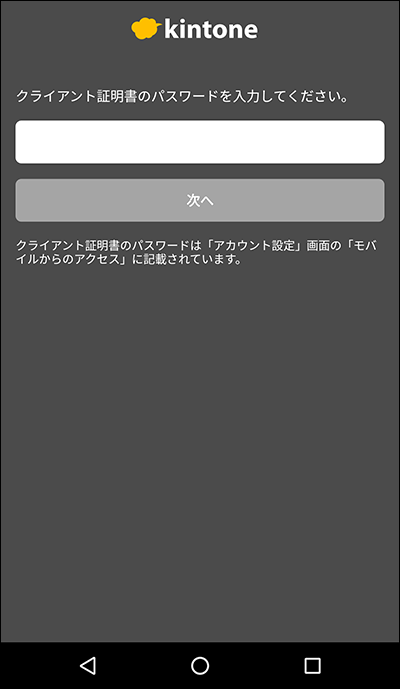 kintone
クライアント証明書のパスワードを入力してください。
次へ
クライアント証明書のパスワードは「アカウント設定」画面の「モバ
イルからのアクセス」に記載されています。